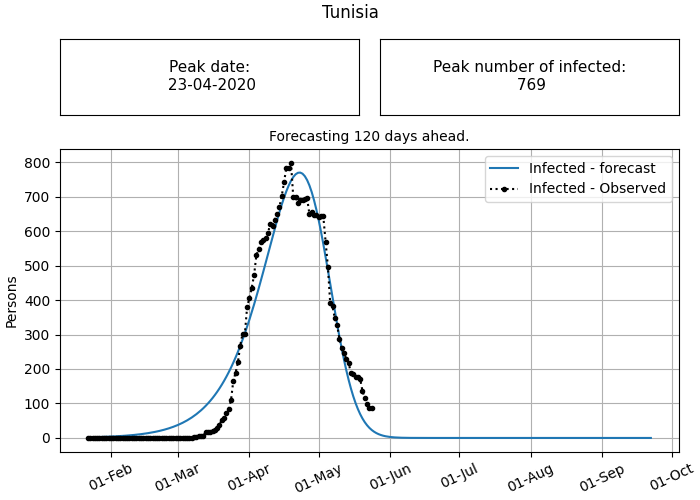 Tunisia
Peak date:
23-04-2020
Peak number of infected:
769
Forecasting 120 days ahead.
Infected - forecast
Infected - Observed
Persons
800
700
600
500
400
300
200
100
0
01-Feb
01-Mar
01-Apr
01-May
01-Jun
01-Jul
01-Aug
01-Sep
01-Oct